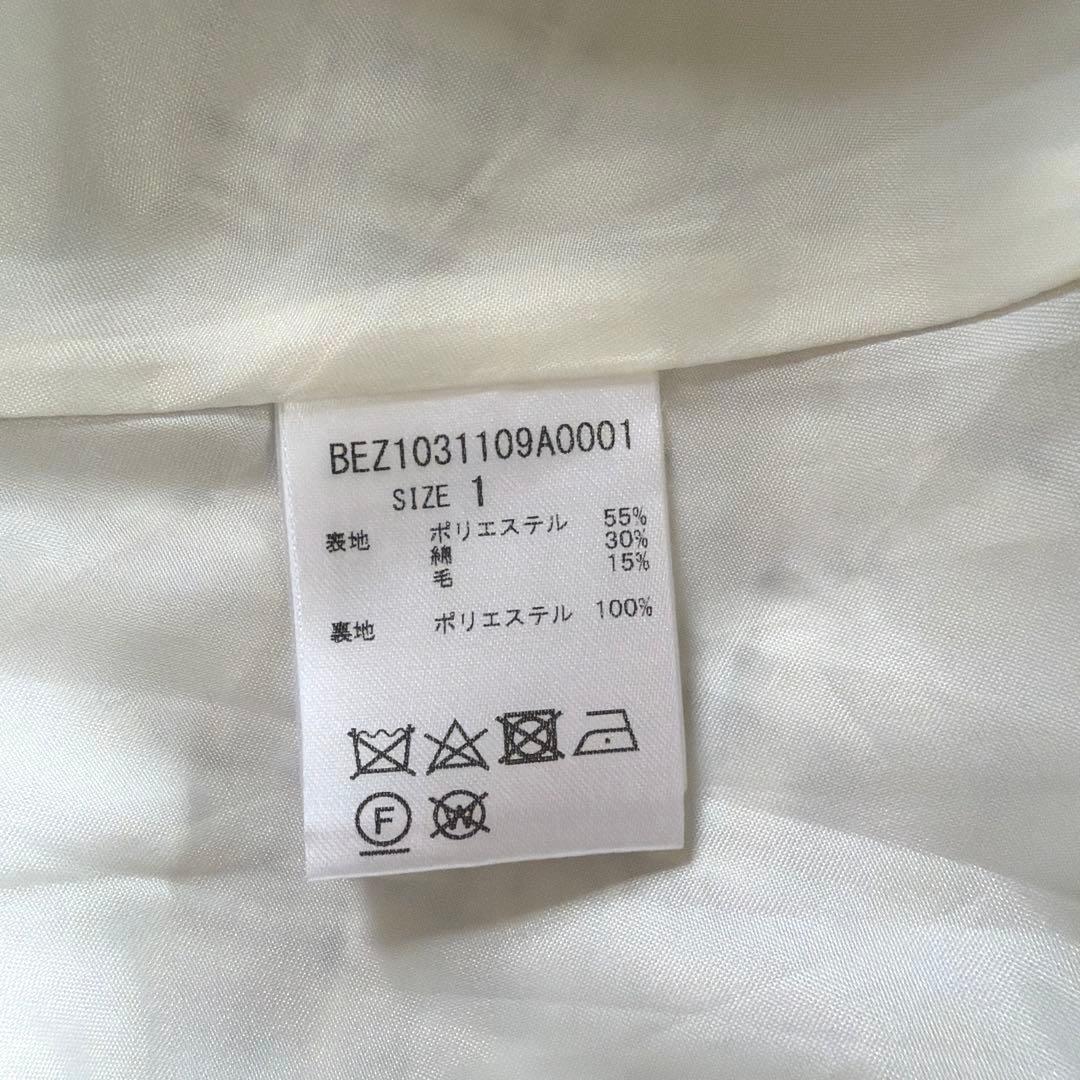 BEZ1031109A0001
SIZE 1
表地 ポリエステル 55%
綿 30%
毛 15%
裏地 ポリエステル 100%
F
W